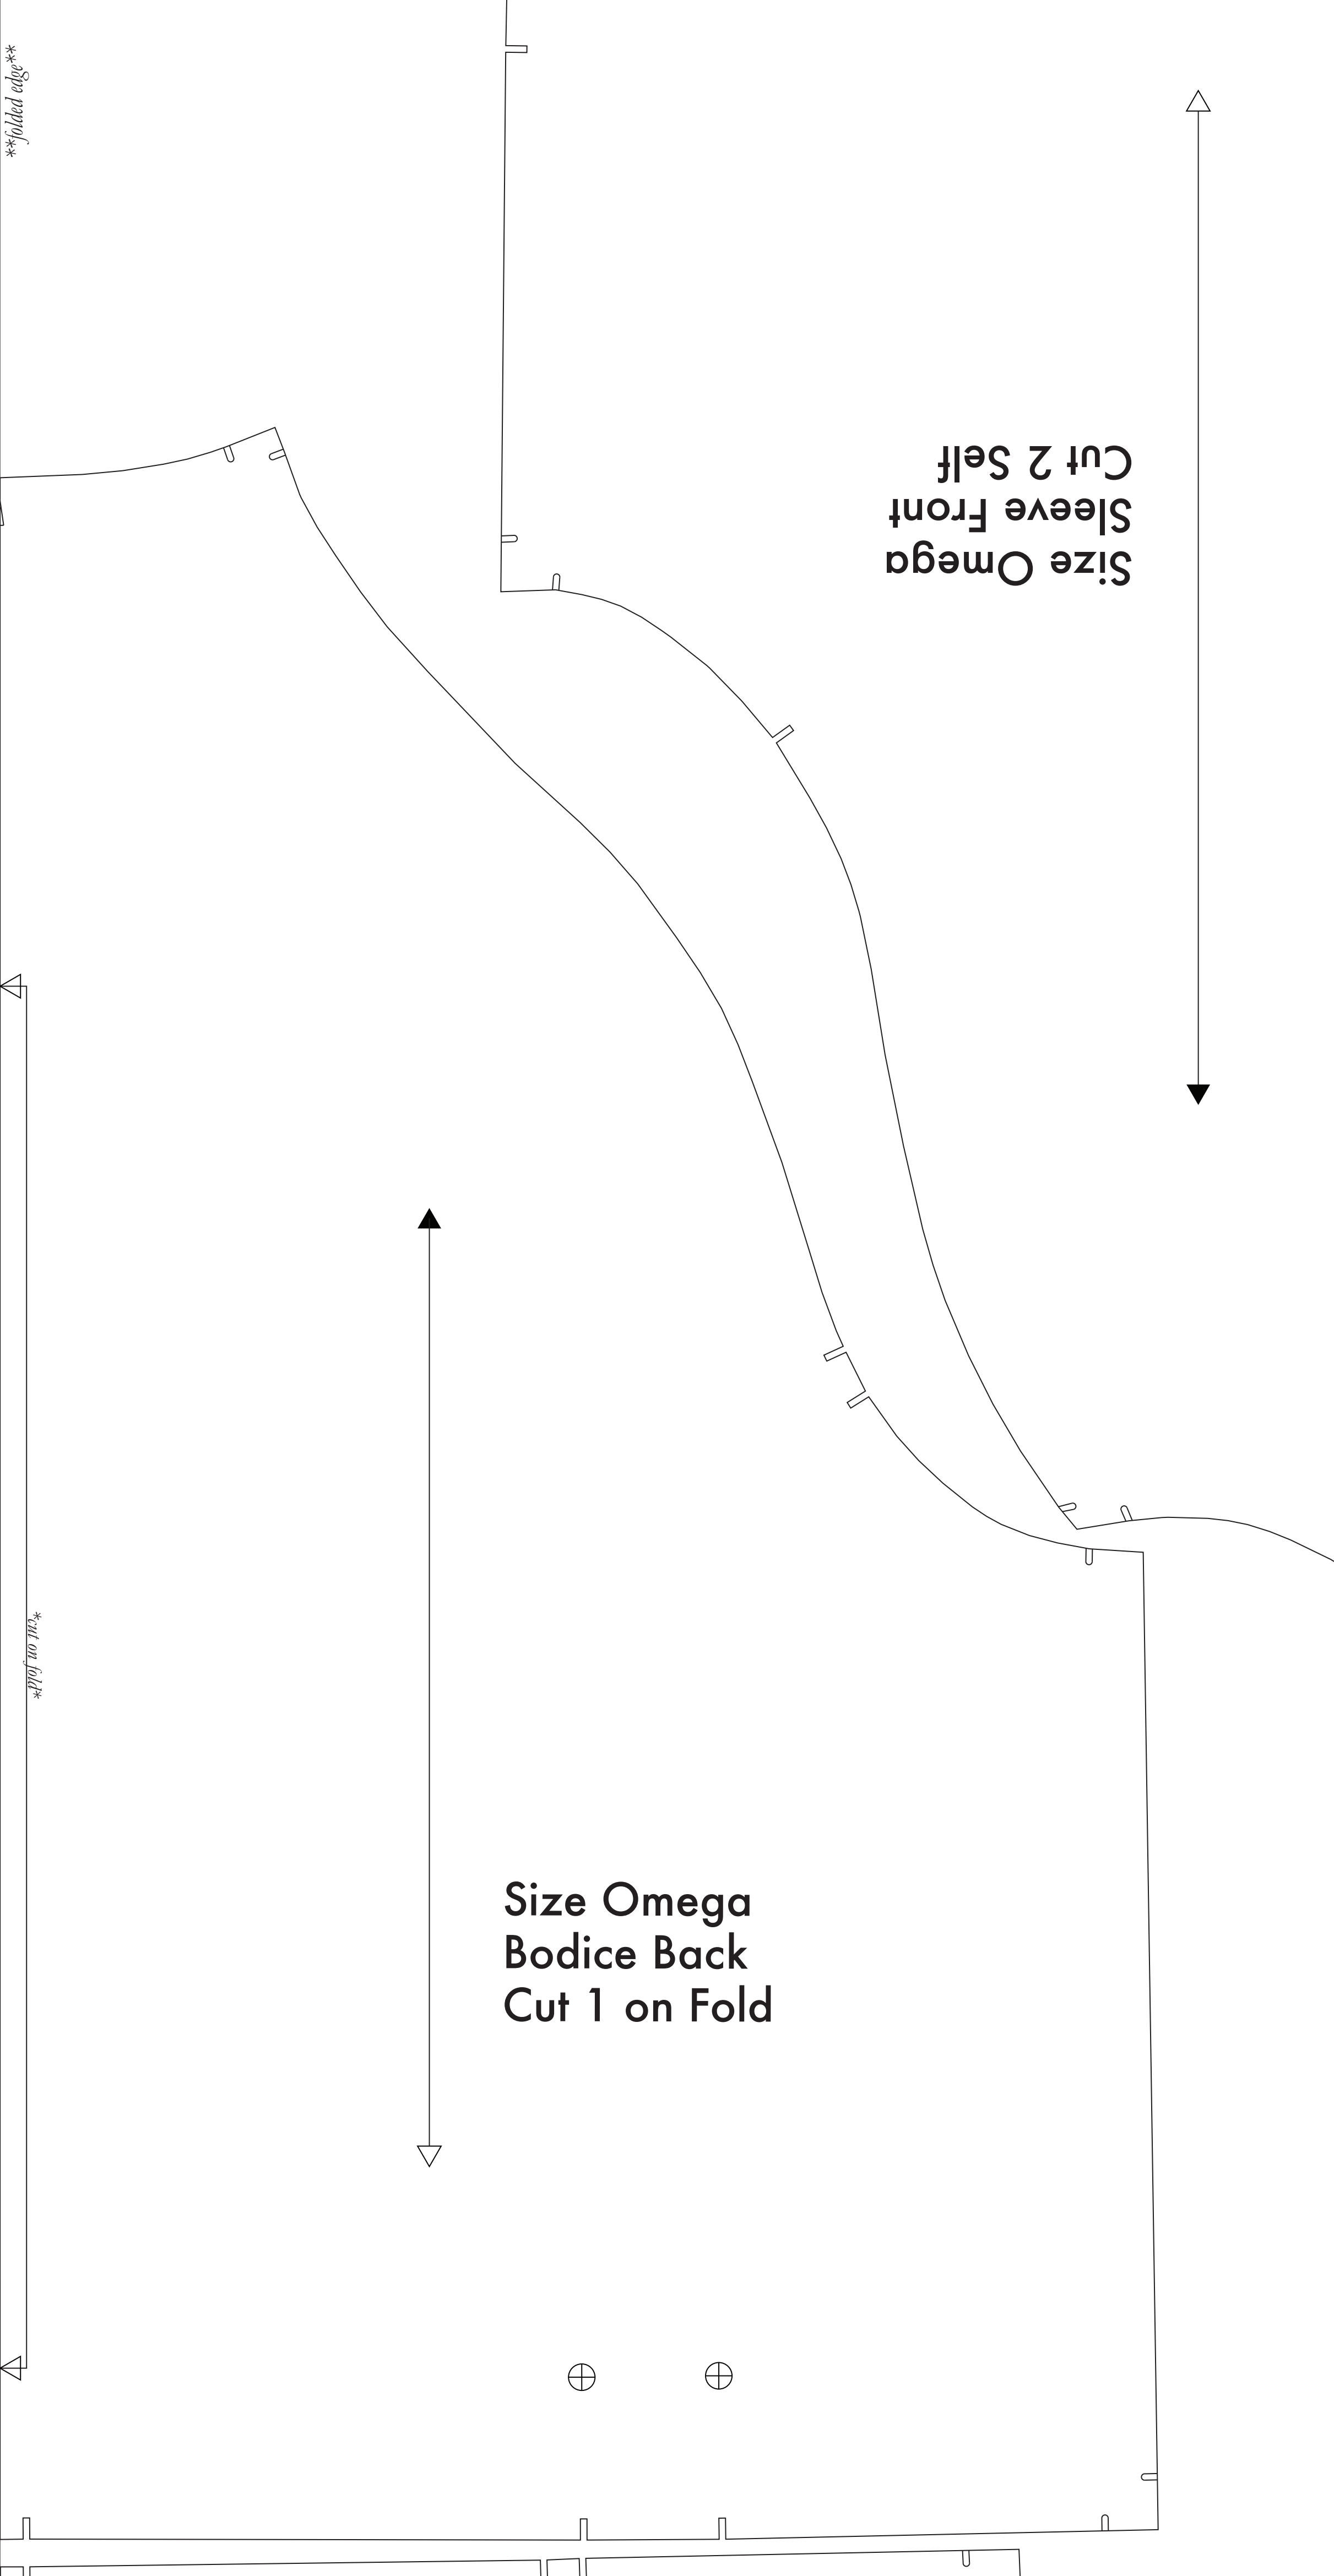 **folded edge**
Size Omega
Sleeve Front
Cut 2 Self
*cut on fold*
Size Omega
Bodice Back
Cut 1 on Fold